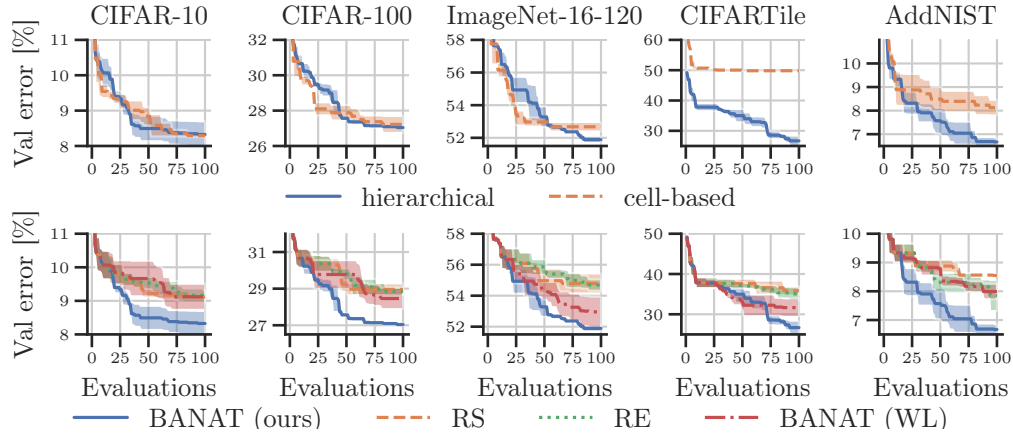 CIFAR-10 CIFAR-100 ImageNet-16-120 CIFARTile AddNIST
Val error [%]
11 10 9 8
0 25 50 75 100
32 30 28 26
0 25 50 75 100
58 56 54 52
0 25 50 75 100
60 50 40 30
0 25 50 75 100
10 9 8 7 6
0 25 50 75 100
hierarchical cell-based
Val error [%]
11 10 9 8
0 25 50 75 100
31 29 27
0 25 50 75 100
58 56 54 52
0 25 50 75 100
50 40 30
0 25 50 75 100
10 9 8 7
0 25 50 75 100
Evaluations Evaluations Evaluations Evaluations Evaluations
BANAT (ours) RS RE BANAT (WL)